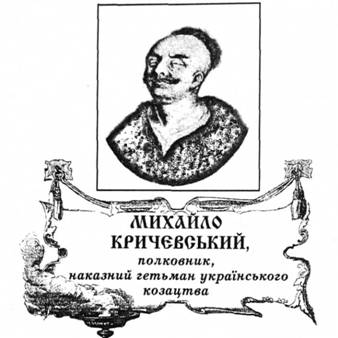 МИХАЙЛО
КРИЧЕВСЬКИЙ,
полковник,
наказний гетьман українського
козацтва